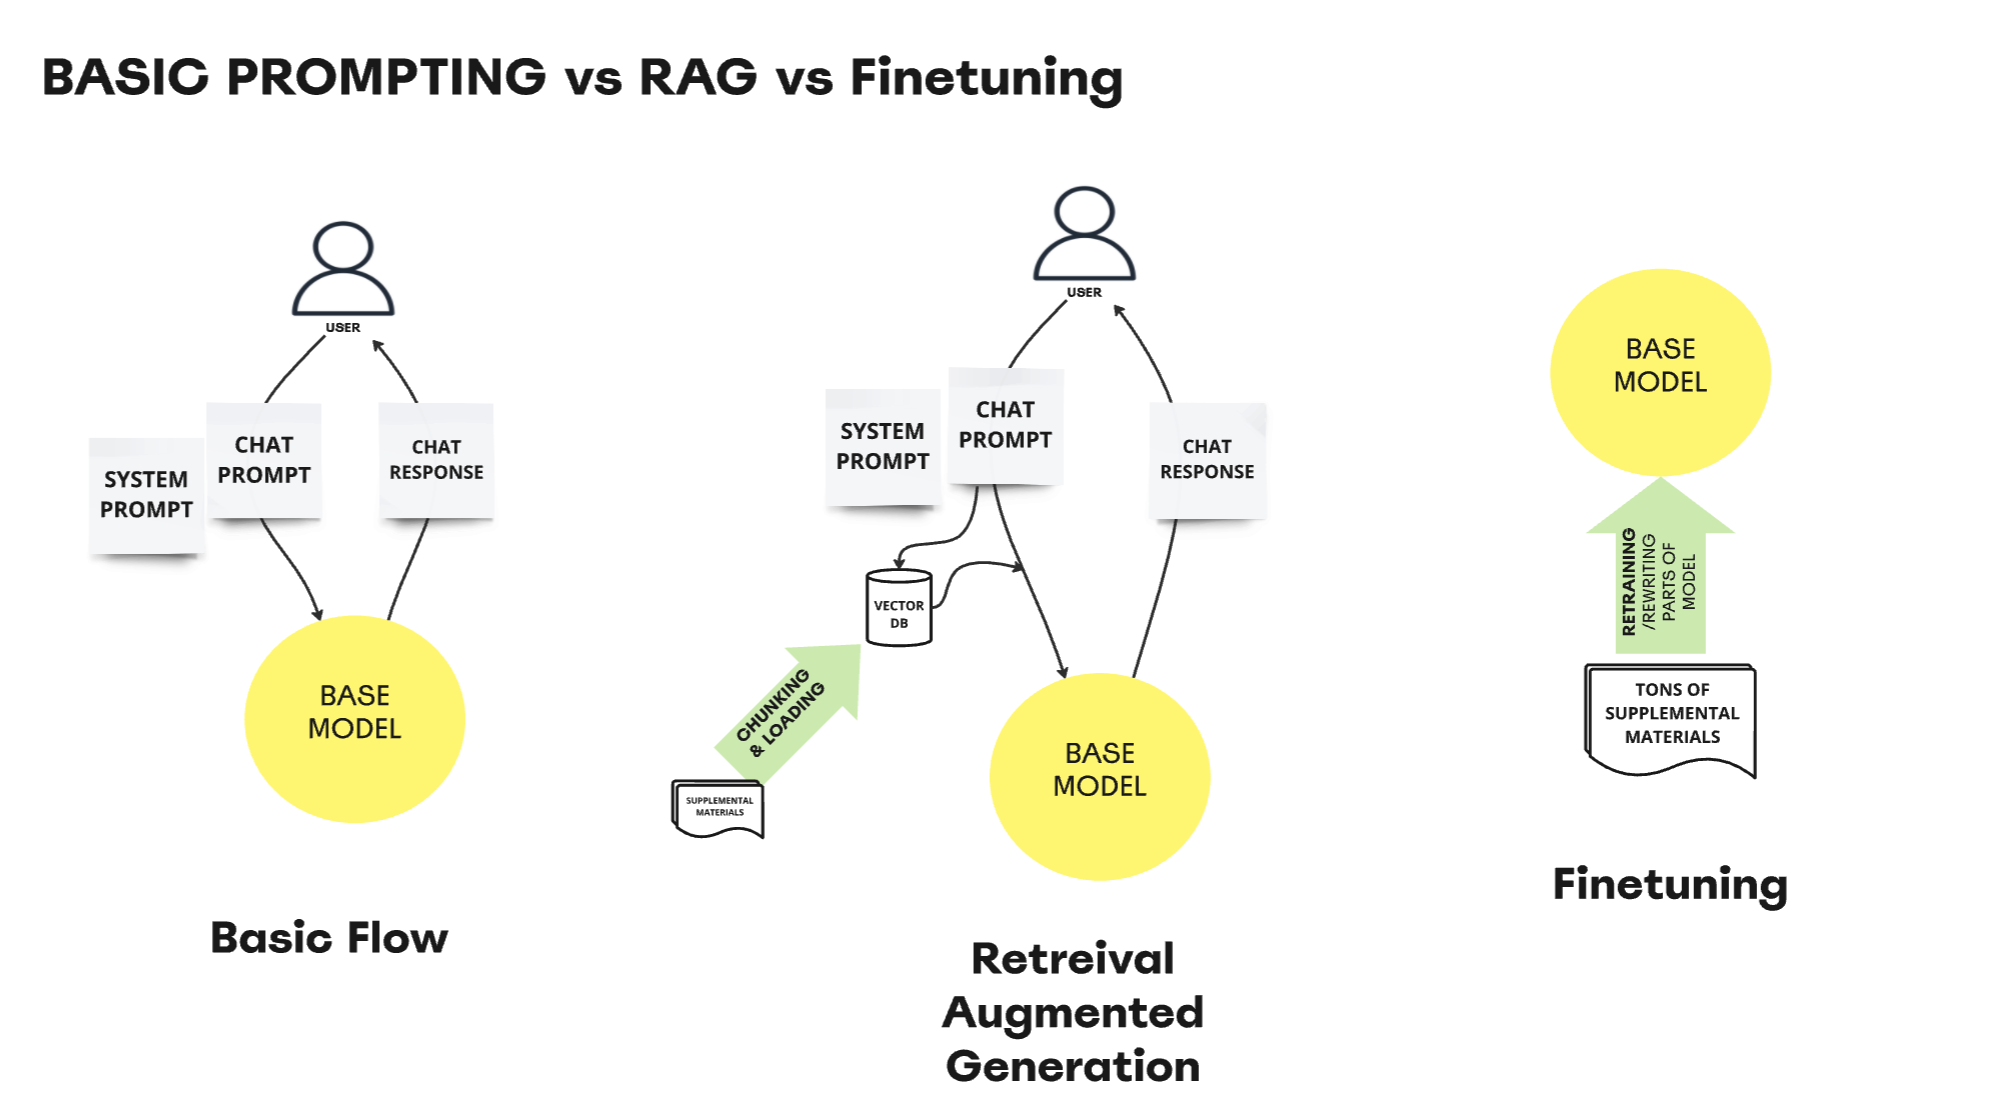 BASIC PROMPTING vs RAG vs Finetuning
USER
SYSTEM
PROMPT
CHAT
PROMPT
CHAT
RESPONSE
BASE
MODEL
Basic Flow
USER
SYSTEM
PROMPT
CHAT
PROMPT
CHAT
RESPONSE
VECTOR
DB
CHUNKING
& LOADING
SUPPLEMENTAL
MATERIALS
BASE
MODEL
Retreival
Augmented
Generation
BASE
MODEL
RETRAINING
/REWRITING
PARTS OF
MODEL
TONS OF
SUPPLEMENTAL
MATERIALS
Finetuning